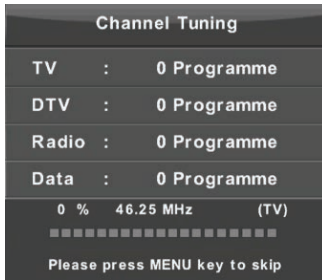 Channel Tuning
TV : 0 Programme
DTV : 0 Programme
Radio : 0 Programme
Data : 0 Programme
0 % 46.25 MHz (TV)
Please press MENU key to skip